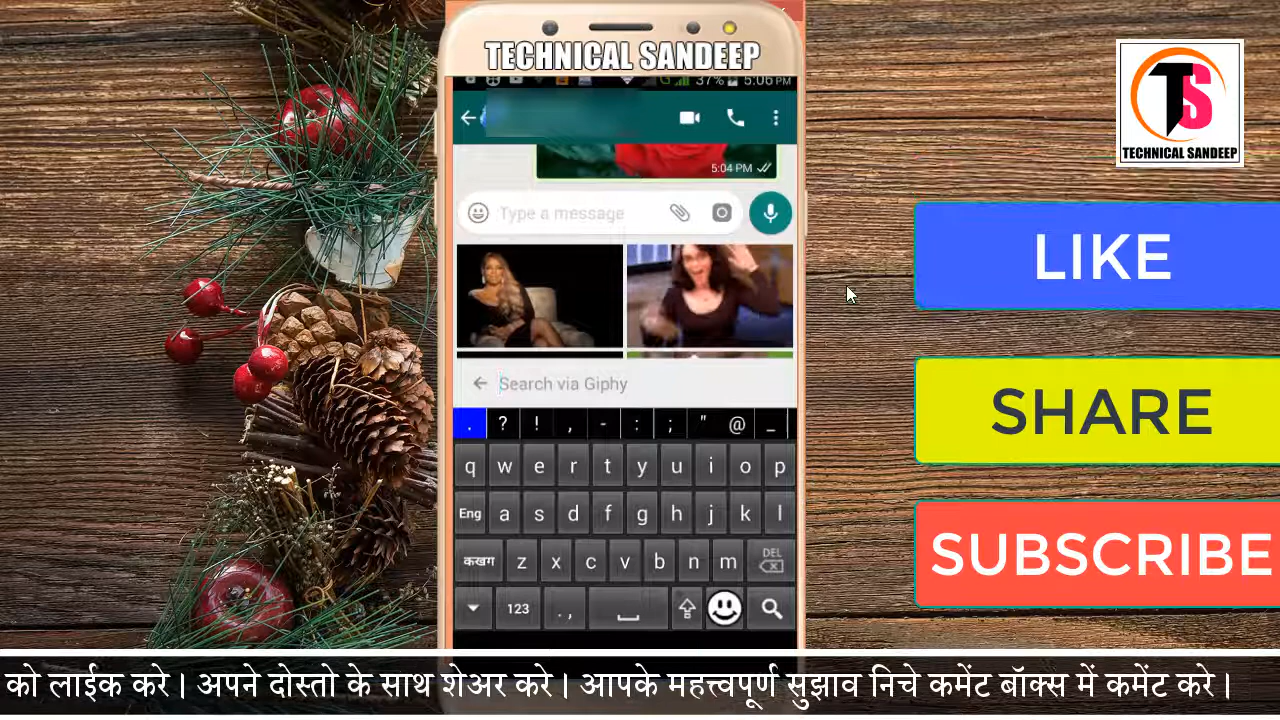 TECHNICAL SANDEEP
37% 5:06 PM
5:04 PM
Type a message
Search via Giphy
. ? ! , - : ; " @ _
q w e r t y u i o p
Eng a s d f g h j k l
कखग z x c v b n m DEL
123 . ,
TS
TECHNICAL SANDEEP
LIKE
SHARE
SUBSCRIBE
को लाईक करे। अपने दोस्तो के साथ शेअर करे। आपके महत्त्वपूर्ण सुझाव निचे कमेंट बॉक्स में कमेंट करे।